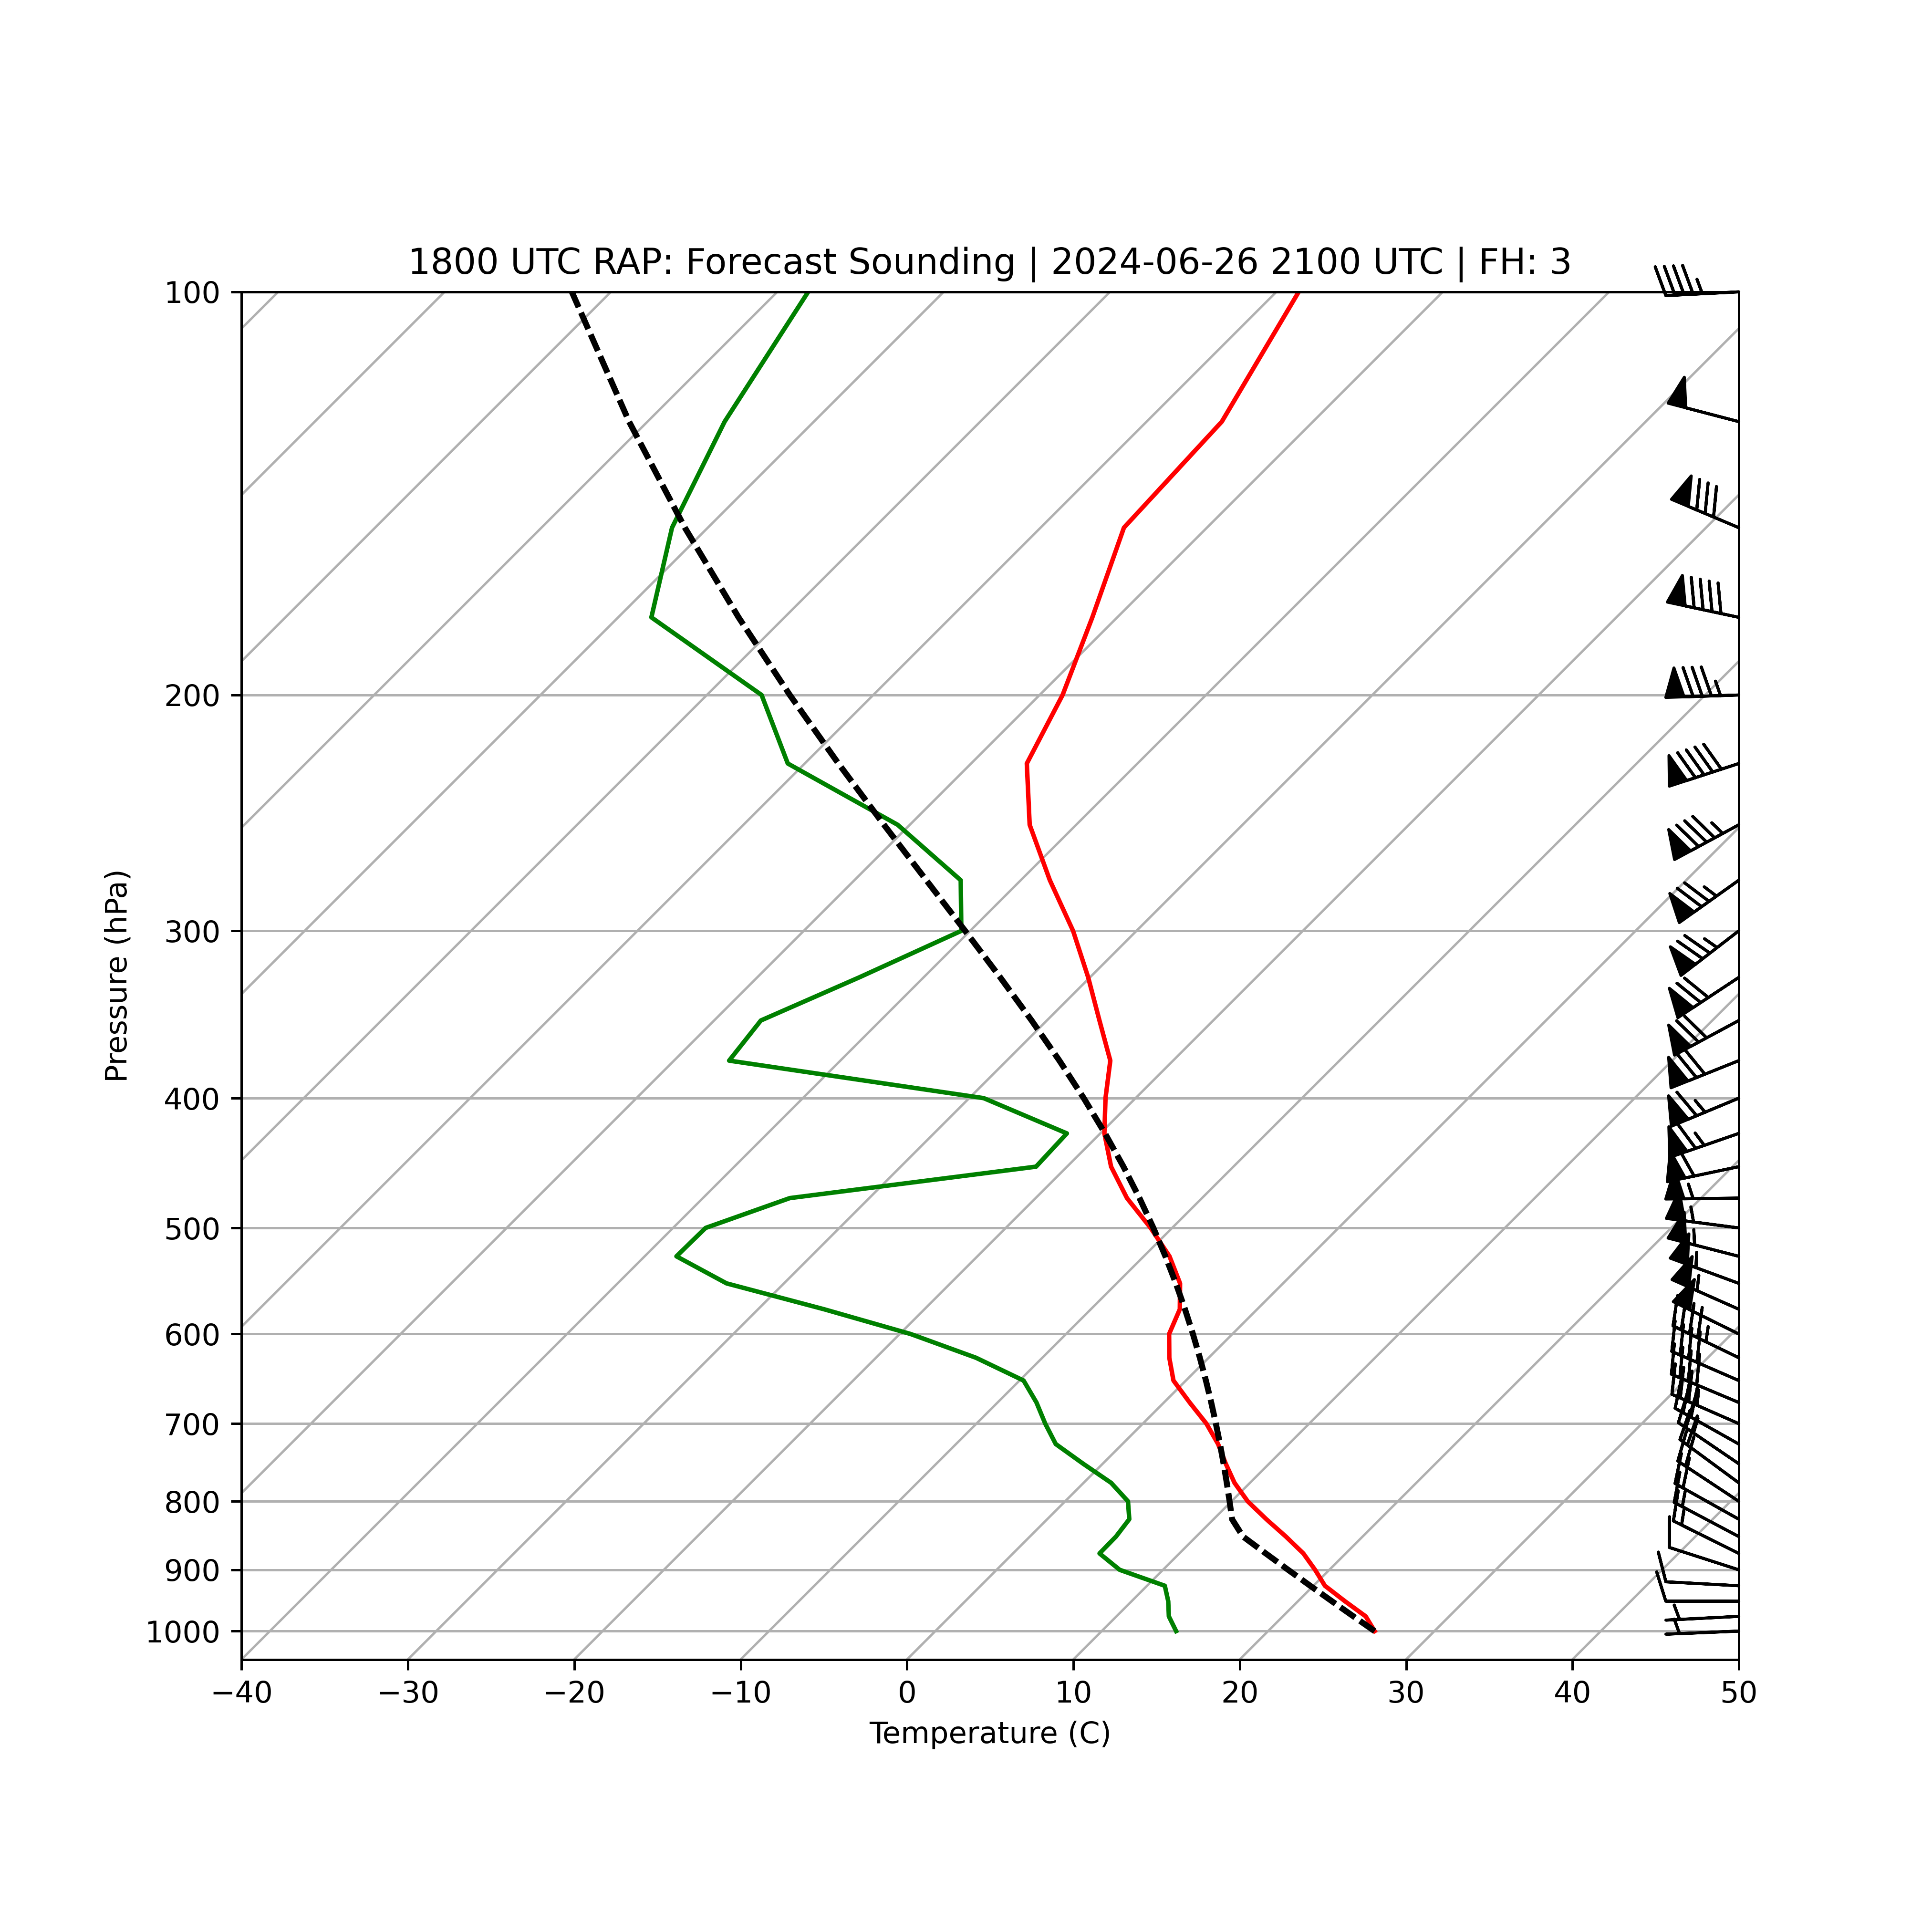 1800 UTC RAP: Forecast Sounding | 2024-06-26 2100 UTC | FH: 3
100
200
300
400
500
600
700
800
900
1000
Pressure (hPa)
−40 −30 −20 −10 0 10 20 30 40 50
Temperature (C)